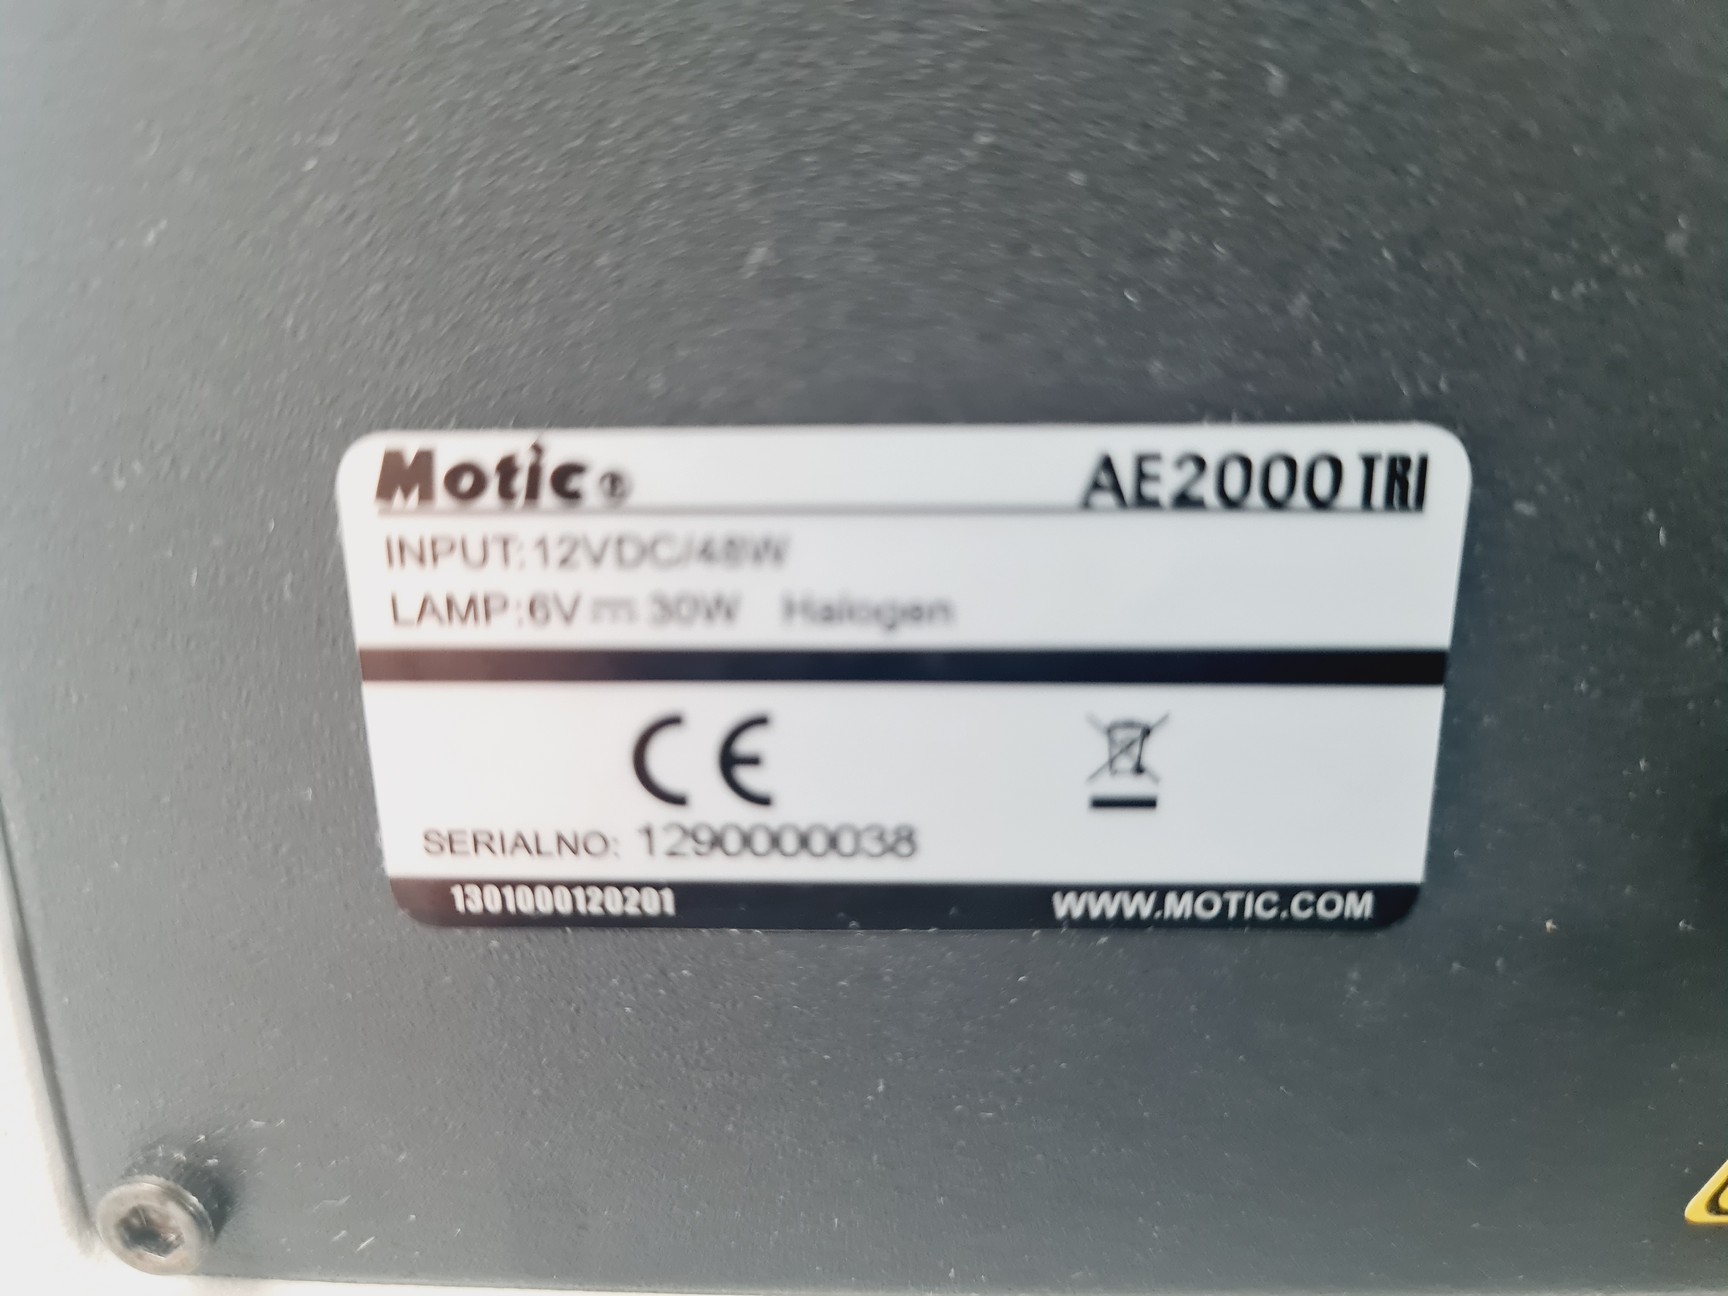 Motic® AE2000 TRI
INPUT: 12VDC/48W
LAMP: 6V ⎓ 30W Halogen
CE
SERIALNO: 1290000038
1301000120201 WWW.MOTIC.COM